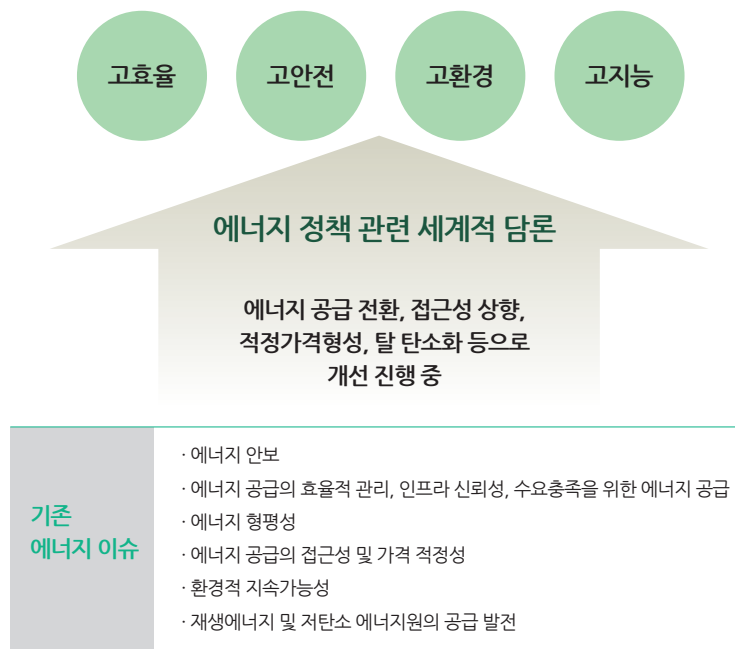 고효율 고안전 고환경 고지능
에너지 정책 관련 세계적 담론
에너지 공급 전환, 접근성 상향,
적정가격형성, 탈 탄소화 등으로
개선 진행 중
기존
에너지 이슈
· 에너지 안보
· 에너지 공급의 효율적 관리, 인프라 신뢰성, 수요충족을 위한 에너지 공급
· 에너지 형평성
· 에너지 공급의 접근성 및 가격 적정성
· 환경적 지속가능성
· 재생에너지 및 저탄소 에너지원의 공급 발전